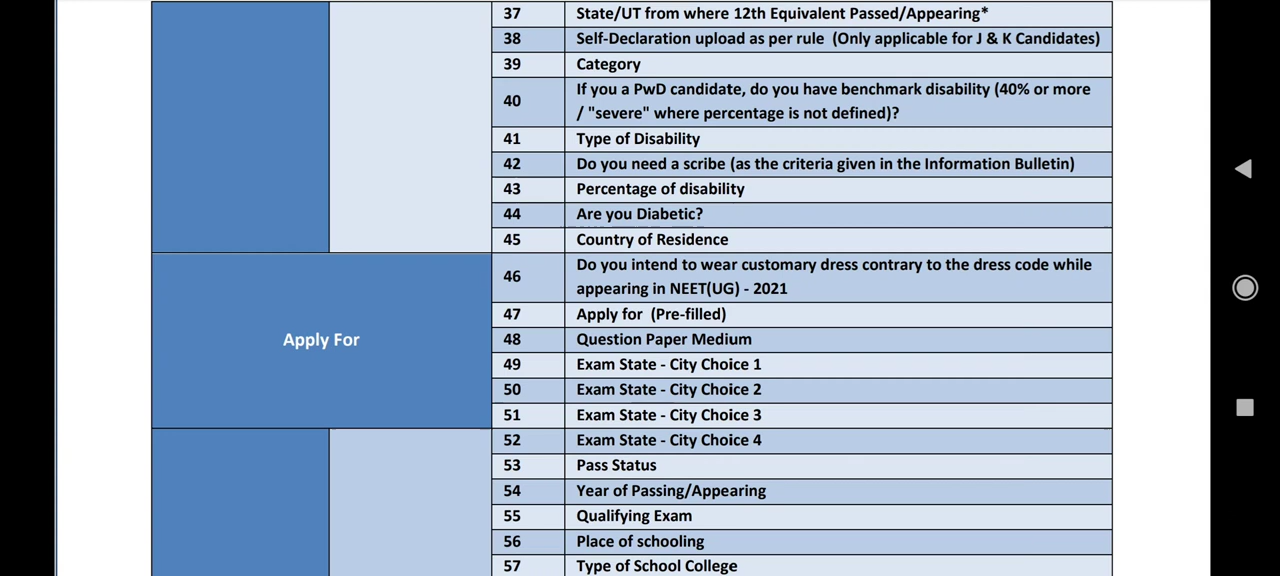 37 State/UT from where 12th Equivalent Passed/Appearing*
38 Self-Declaration upload as per rule (Only applicable for J & K Candidates)
39 Category
40 If you a PwD candidate, do you have benchmark disability (40% or more
/ "severe" where percentage is not defined)?
41 Type of Disability
42 Do you need a scribe (as the criteria given in the Information Bulletin)
43 Percentage of disability
44 Are you Diabetic?
45 Country of Residence
Apply For
46 Do you intend to wear customary dress contrary to the dress code while
appearing in NEET(UG) - 2021
47 Apply for (Pre-filled)
48 Question Paper Medium
49 Exam State - City Choice 1
50 Exam State - City Choice 2
51 Exam State - City Choice 3
52 Exam State - City Choice 4
53 Pass Status
54 Year of Passing/Appearing
55 Qualifying Exam
56 Place of schooling
57 Type of School College